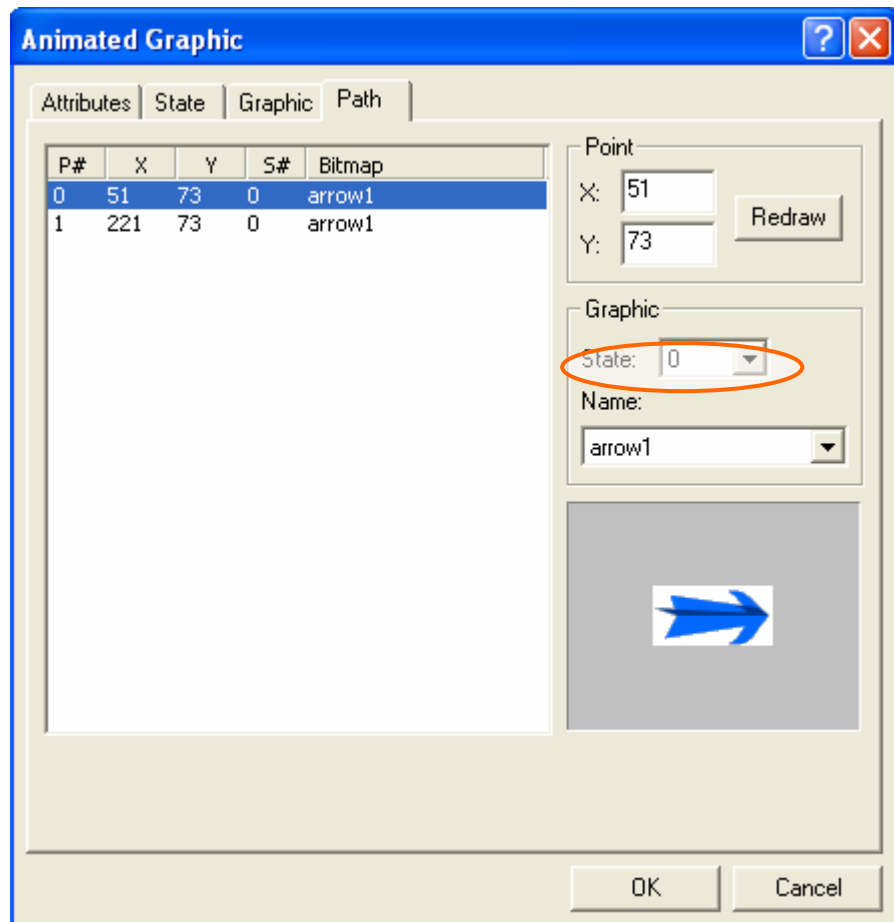 Animated Graphic
Attributes State Graphic Path
P# X Y S# Bitmap
0 51 73 0 arrow1
1 221 73 0 arrow1
Point
X: 51
Y: 73
Redraw
Graphic
State: 0
Name:
arrow1
OK Cancel